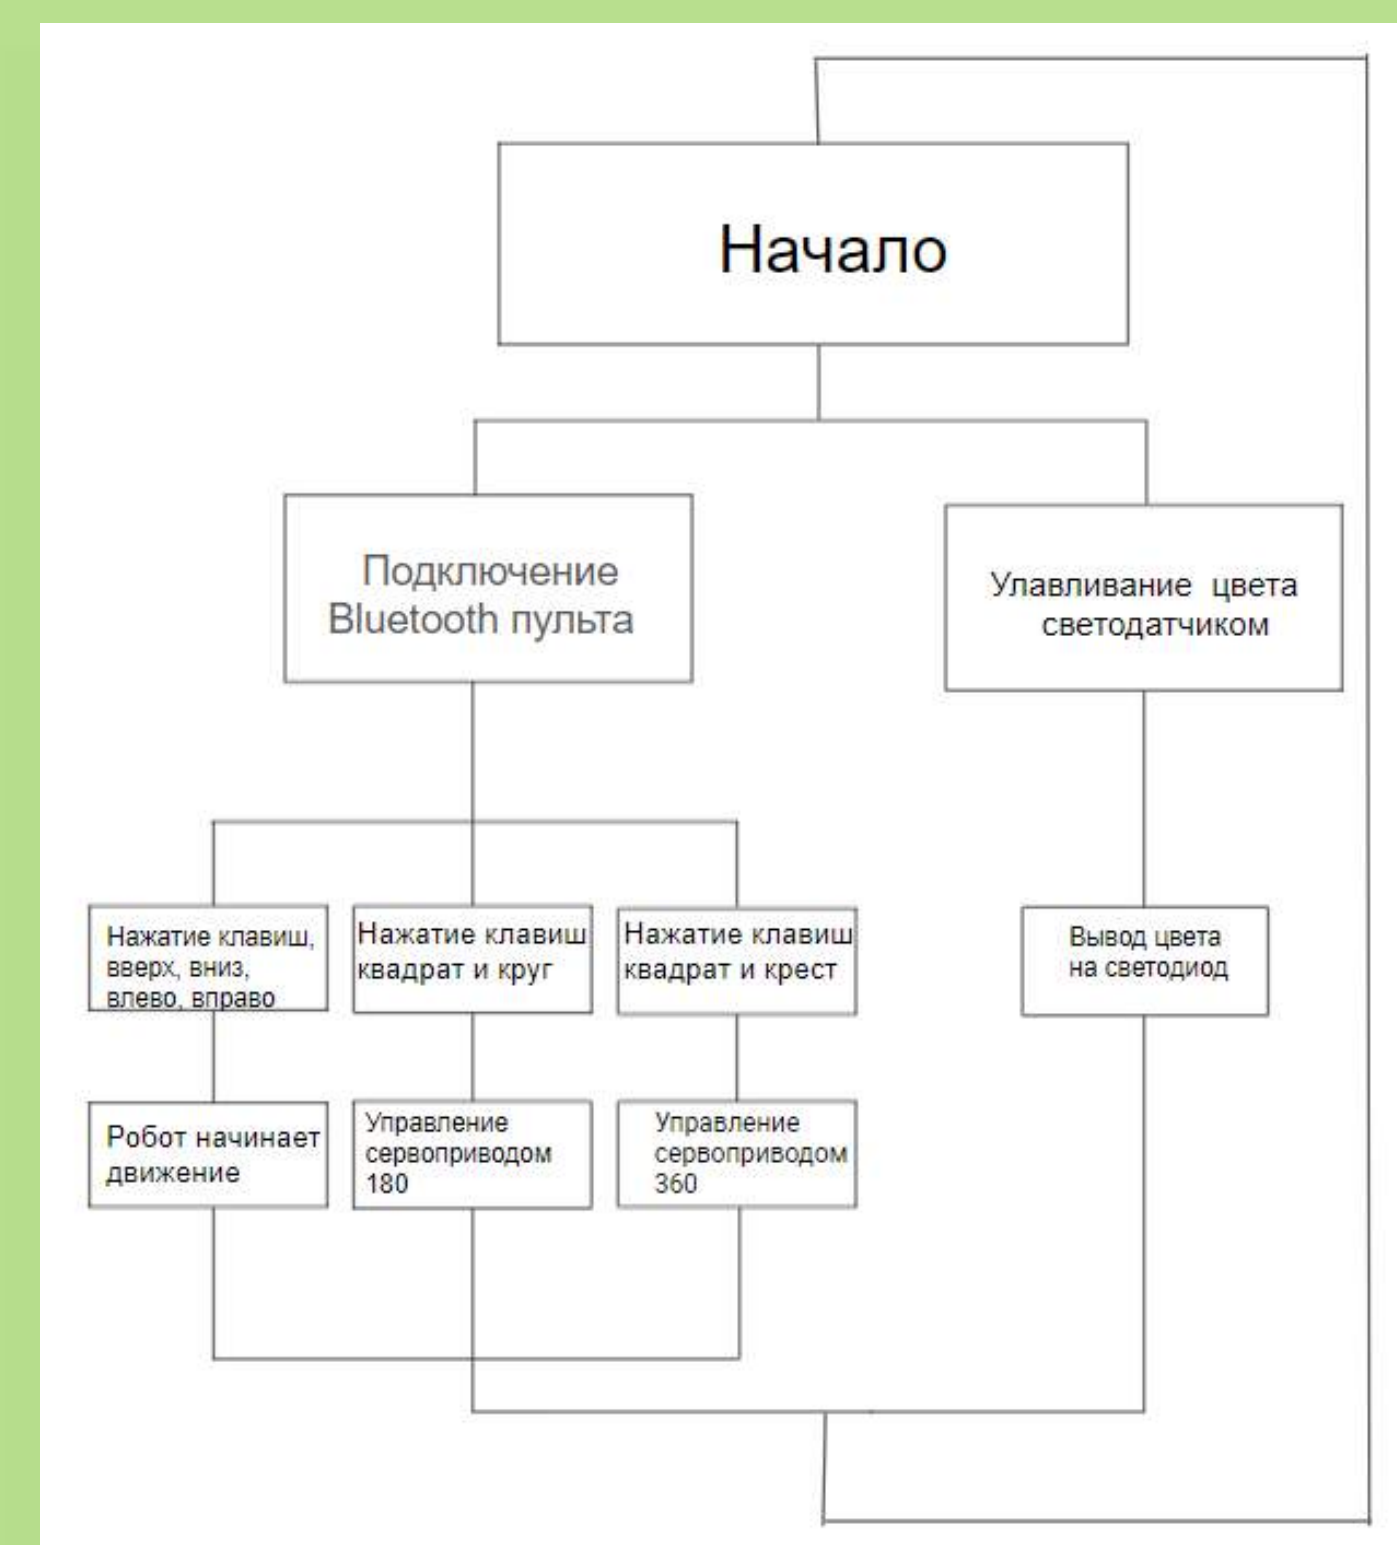 Начало
Подключение
Bluetooth пульта
Улавливание цвета
светодатчиком
Нажатие клавиш,
вверх, вниз,
влево, вправо
Нажатие клавиш
квадрат и круг
Нажатие клавиш
квадрат и крест
Вывод цвета
на светодиод
Робот начинает
движение
Управление
сервоприводом
180
Управление
сервоприводом
360